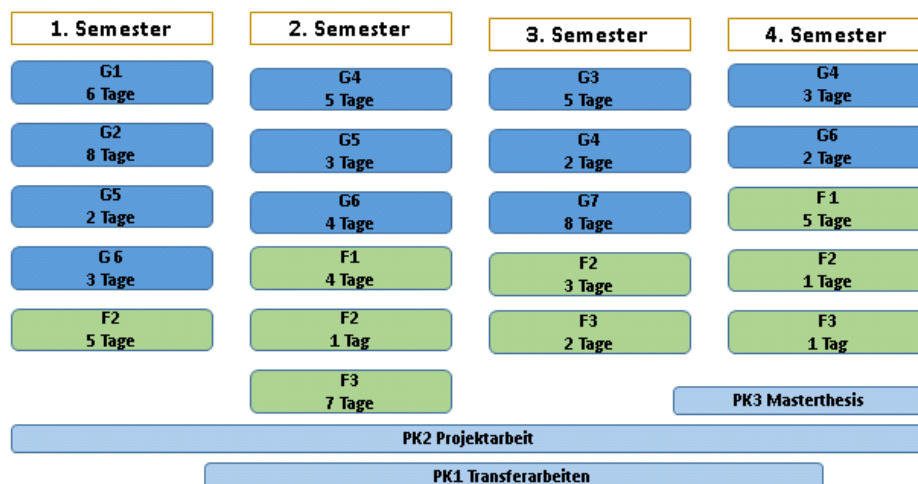 1. Semester
G1
6 Tage
G2
8 Tage
G5
2 Tage
G6
3 Tage
F2
5 Tage
2. Semester
G4
5 Tage
G5
3 Tage
G6
4 Tage
F1
4 Tage
F2
1 Tag
F3
7 Tage
3. Semester
G3
5 Tage
G4
2 Tage
G7
8 Tage
F2
3 Tage
F3
2 Tage
4. Semester
G4
3 Tage
G6
2 Tage
F1
5 Tage
F2
1 Tage
F3
1 Tag
PK3 Masterthesis
PK2 Projektarbeit
PK1 Transferarbeiten